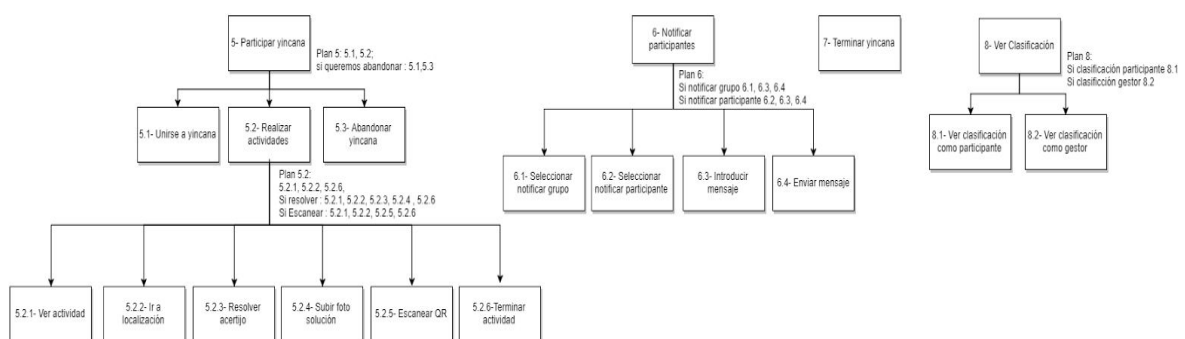 5- Participar yincana
Plan 5: 5.1, 5.2;
si queremos abandonar : 5.1,5.3
5.1- Unirse a yincana
5.2- Realizar
actividades
5.3- Abandonar
yincana
Plan 5.2:
5.2.1, 5.2.2, 5.2.6,
Si resolver : 5.2.1, 5.2.2, 5.2.3, 5.2.4 , 5.2.6
Si Escanear : 5.2.1, 5.2.2, 5.2.5, 5.2.6
5.2.1- Ver actividad
5.2.2- Ir a
localización
5.2.3- Resolver
acertijo
5.2.4- Subir foto
solución
5.2.5- Escanear QR
5.2.6-Terminar
actividad
6- Notificar
participantes
Plan 6:
Si notificar grupo 6.1, 6.3, 6.4
Si notificar participante 6.2, 6.3, 6.4
6.1- Seleccionar
notificar grupo
6.2- Seleccionar
notificar participante
6.3- Introducir
mensaje
6.4- Enviar mensaje
7- Terminar yincana
8- Ver Clasificación
Plan 8:
Si clasificación participante 8.1
Si clasificción gestor 8.2
8.1- Ver clasificación
como participante
8.2- Ver clasificación
como gestor